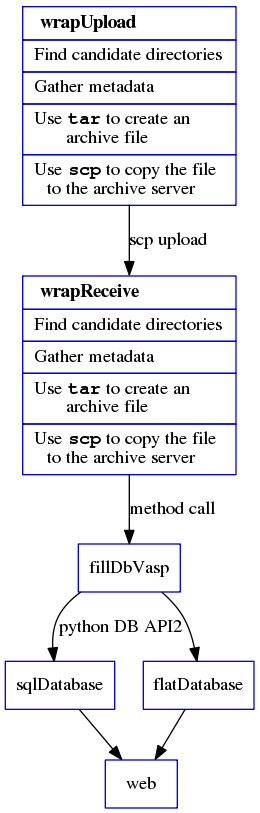 wrapUpload
Find candidate directories
Gather metadata
Use tar to create an
archive file
Use scp to copy the file
to the archive server
scp upload
wrapReceive
Find candidate directories
Gather metadata
Use tar to create an
archive file
Use scp to copy the file
to the archive server
method call
fillDbVasp
python DB API2
sqlDatabase
flatDatabase
web